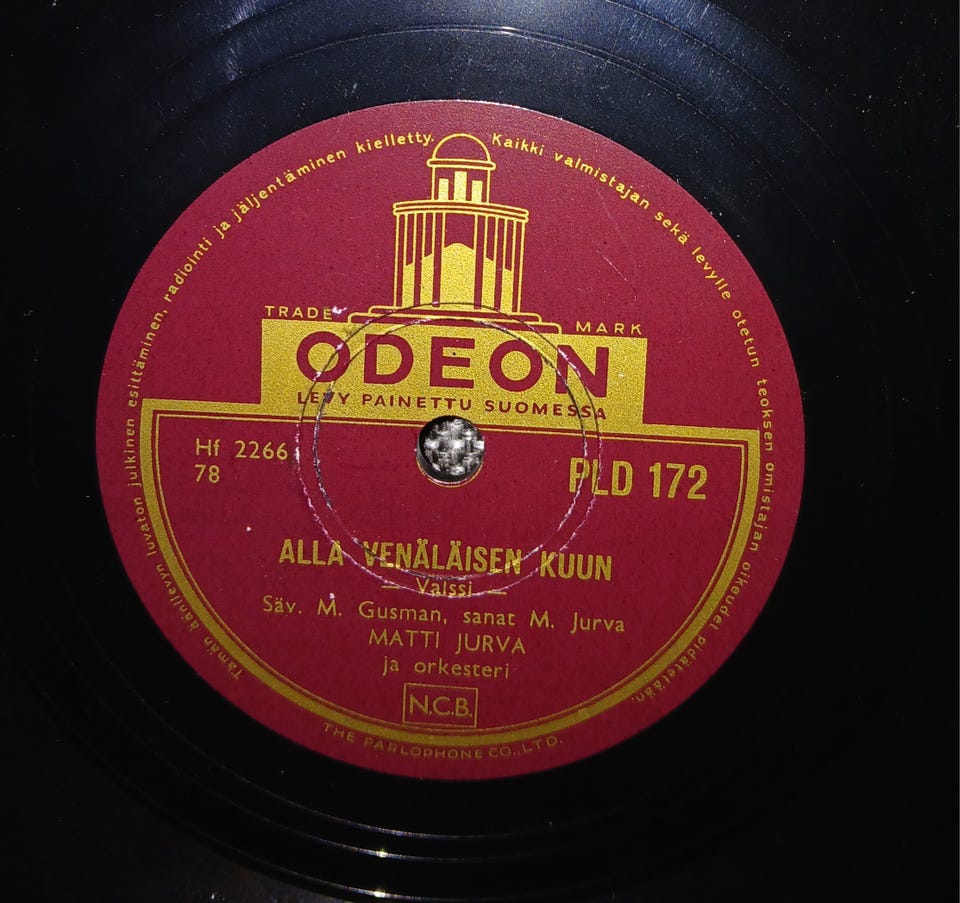 Kaikki valmistajan sekä levylle otetun teoksen omistajan oikeudet pidätetään.
Tämän äänilevyn luvaton julkinen esittäminen, radiointi ja jäljentäminen kielletty.
TRADE MARK
ODEON
LEVY PAINETTU SUOMESSA
Hf 2266
78
PLD 172
ALLA VENÄLÄISEN KUUN
— Valssi —
Säv. M. Gusman, sanat M. Jurva
MATTI JURVA
ja orkesteri
N.C.B.
THE PARLOPHONE CO., LTD.